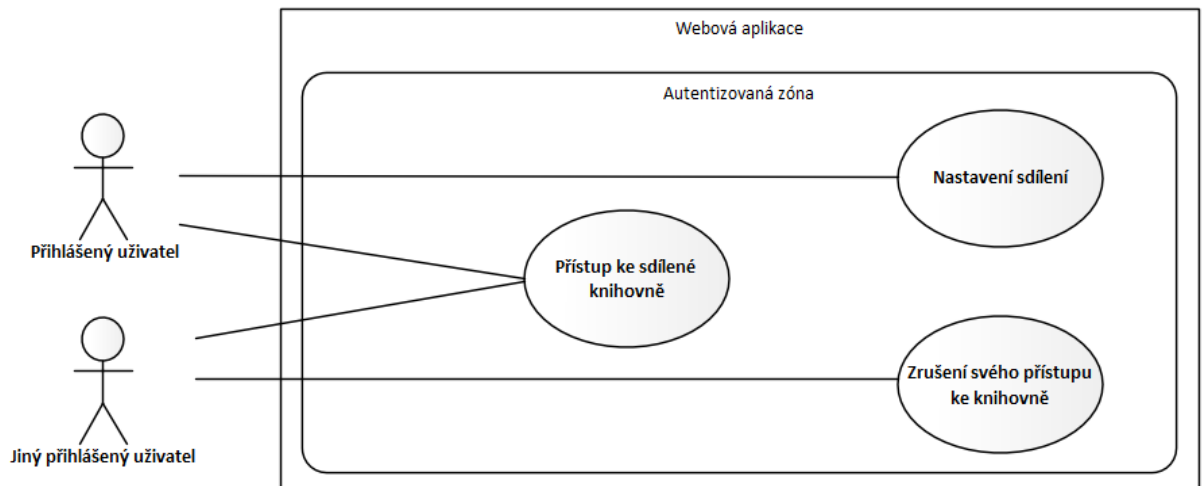 Webová aplikace
Autentizovaná zóna
Nastavení sdílení
Přihlášený uživatel
Přístup ke sdílené
knihovně
Zrušení svého přístupu
ke knihovně
Jiný přihlášený uživatel